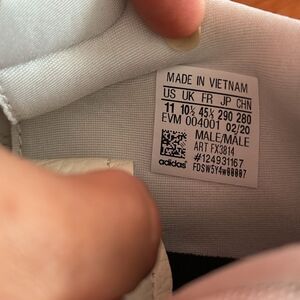 MADE IN VIETNAM
US UK FR JP CHN
11 10½ 45⅓ 290 280
EVM 004001 02/20
MALE/MÂLE
ART FX3814
#124931167
adidas FDSW5Y4W00007